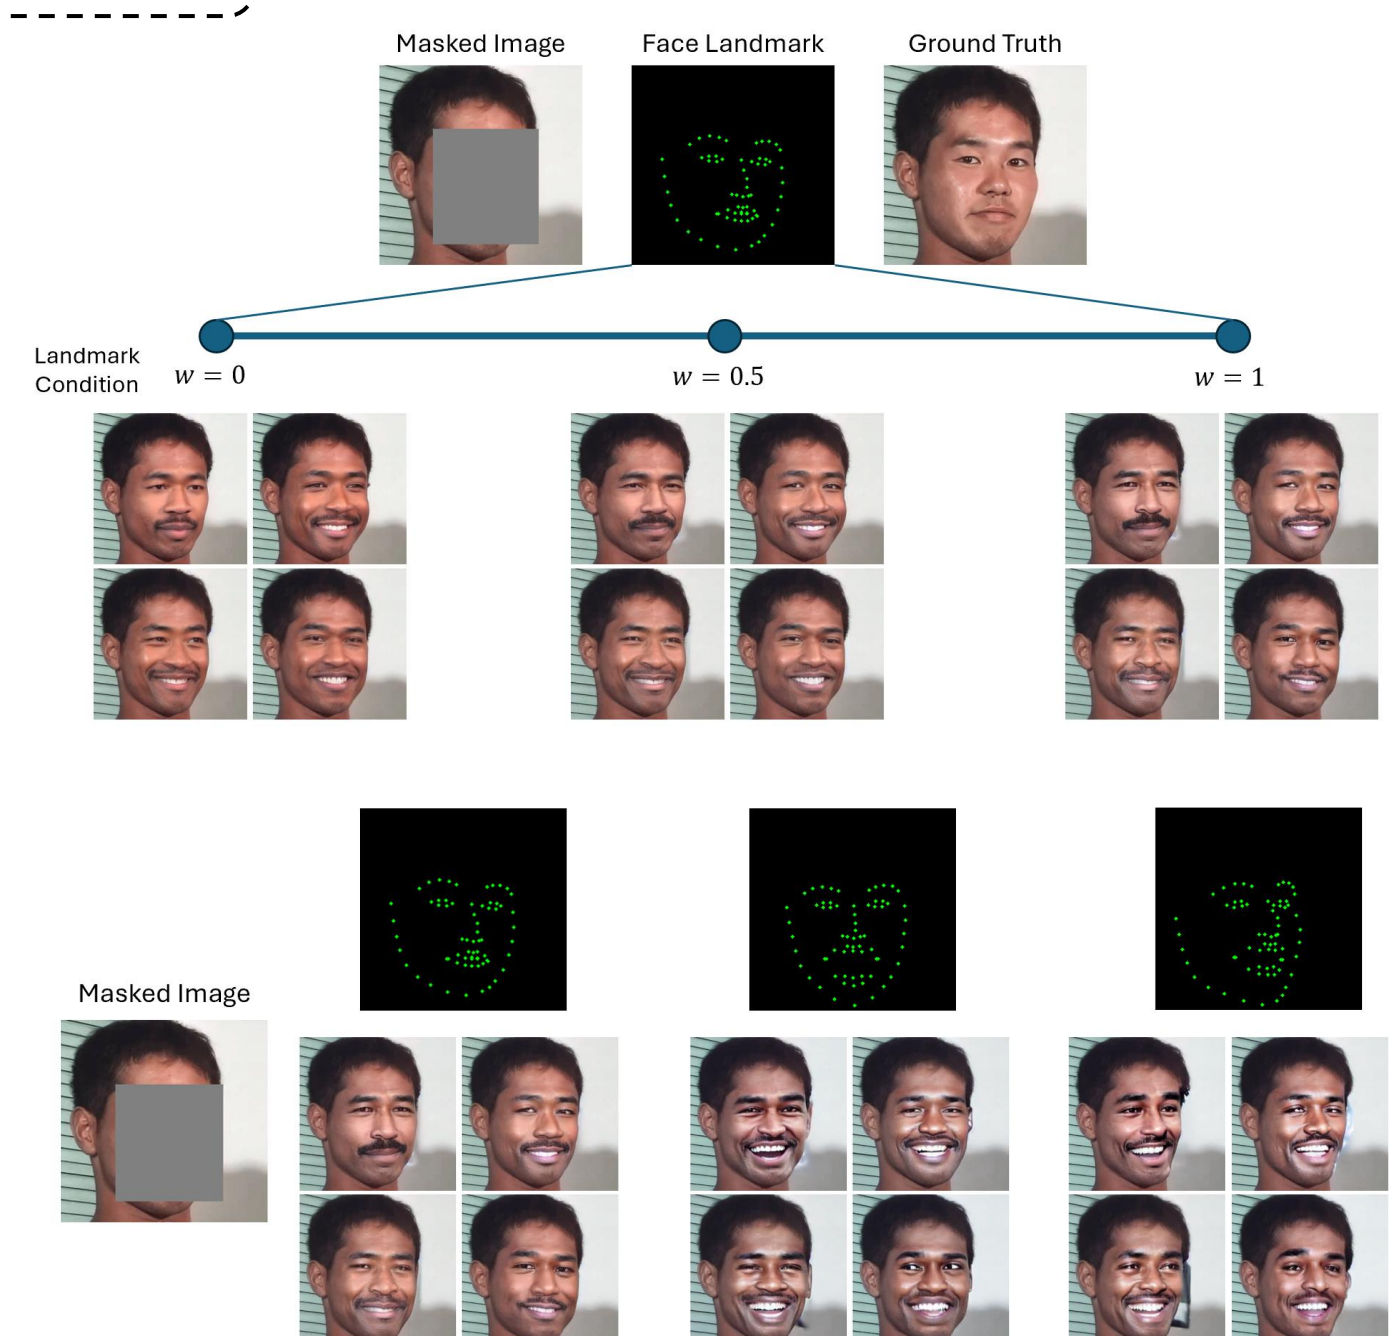 Masked Image
Face Landmark
Ground Truth
Landmark
Condition
w = 0
w = 0.5
w = 1
Masked Image